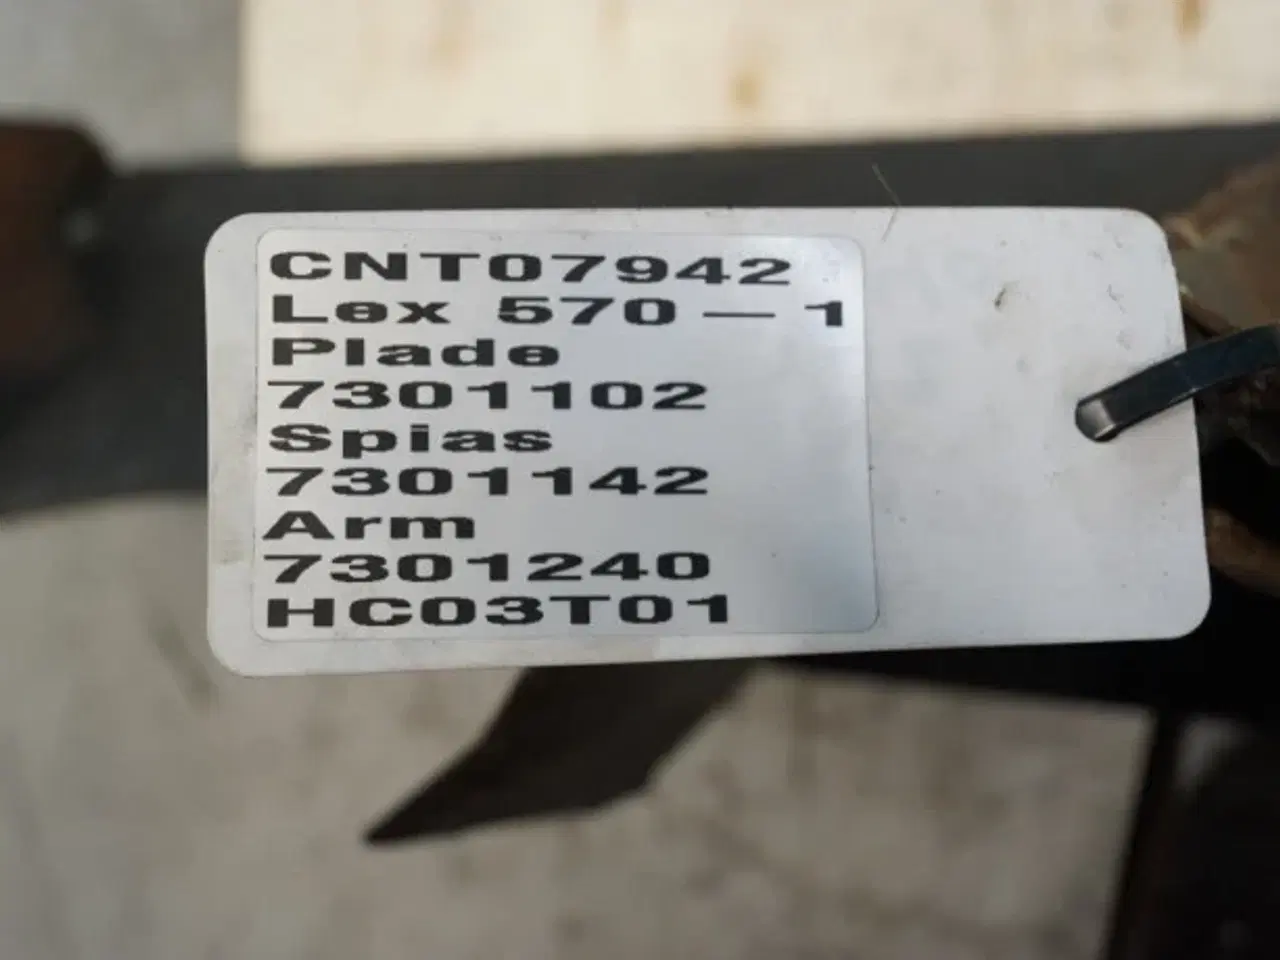 CNT07942
Lex 570 — 1
Plade
7301102
Spias
7301142
Arm
7301240
HC03T01